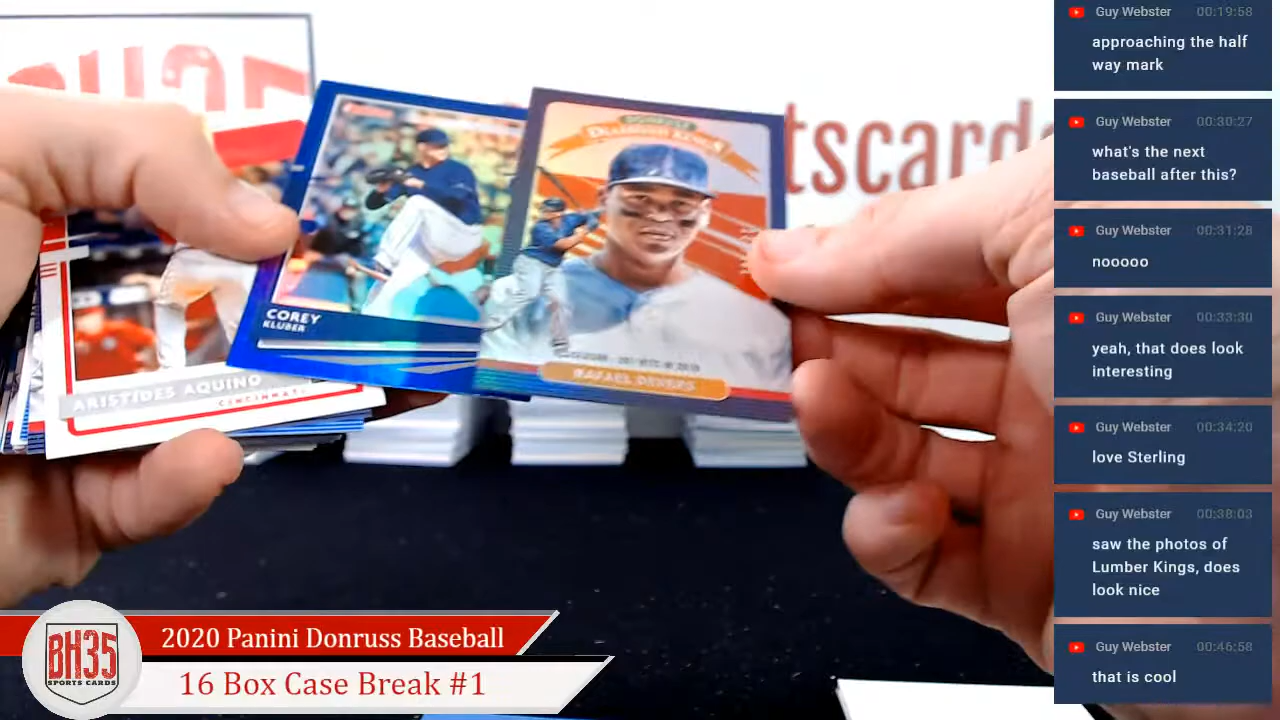 Guy Webster 00:19:58
approaching the half
way mark
Guy Webster 00:30:27
what's the next
baseball after this?
Guy Webster 00:31:28
nooooo
Guy Webster 00:33:30
yeah, that does look
interesting
Guy Webster 00:34:20
love Sterling
Guy Webster 00:38:03
saw the photos of
Lumber Kings, does
look nice
Guy Webster 00:46:58
that is cool
tscard
DIAMOND KINGS
COREY
KLUBER
RAFAEL DEVERS
ARISTIDES AQUINO
CINCINNATI
BH35
SPORTS CARDS
2020 Panini Donruss Baseball
16 Box Case Break #1